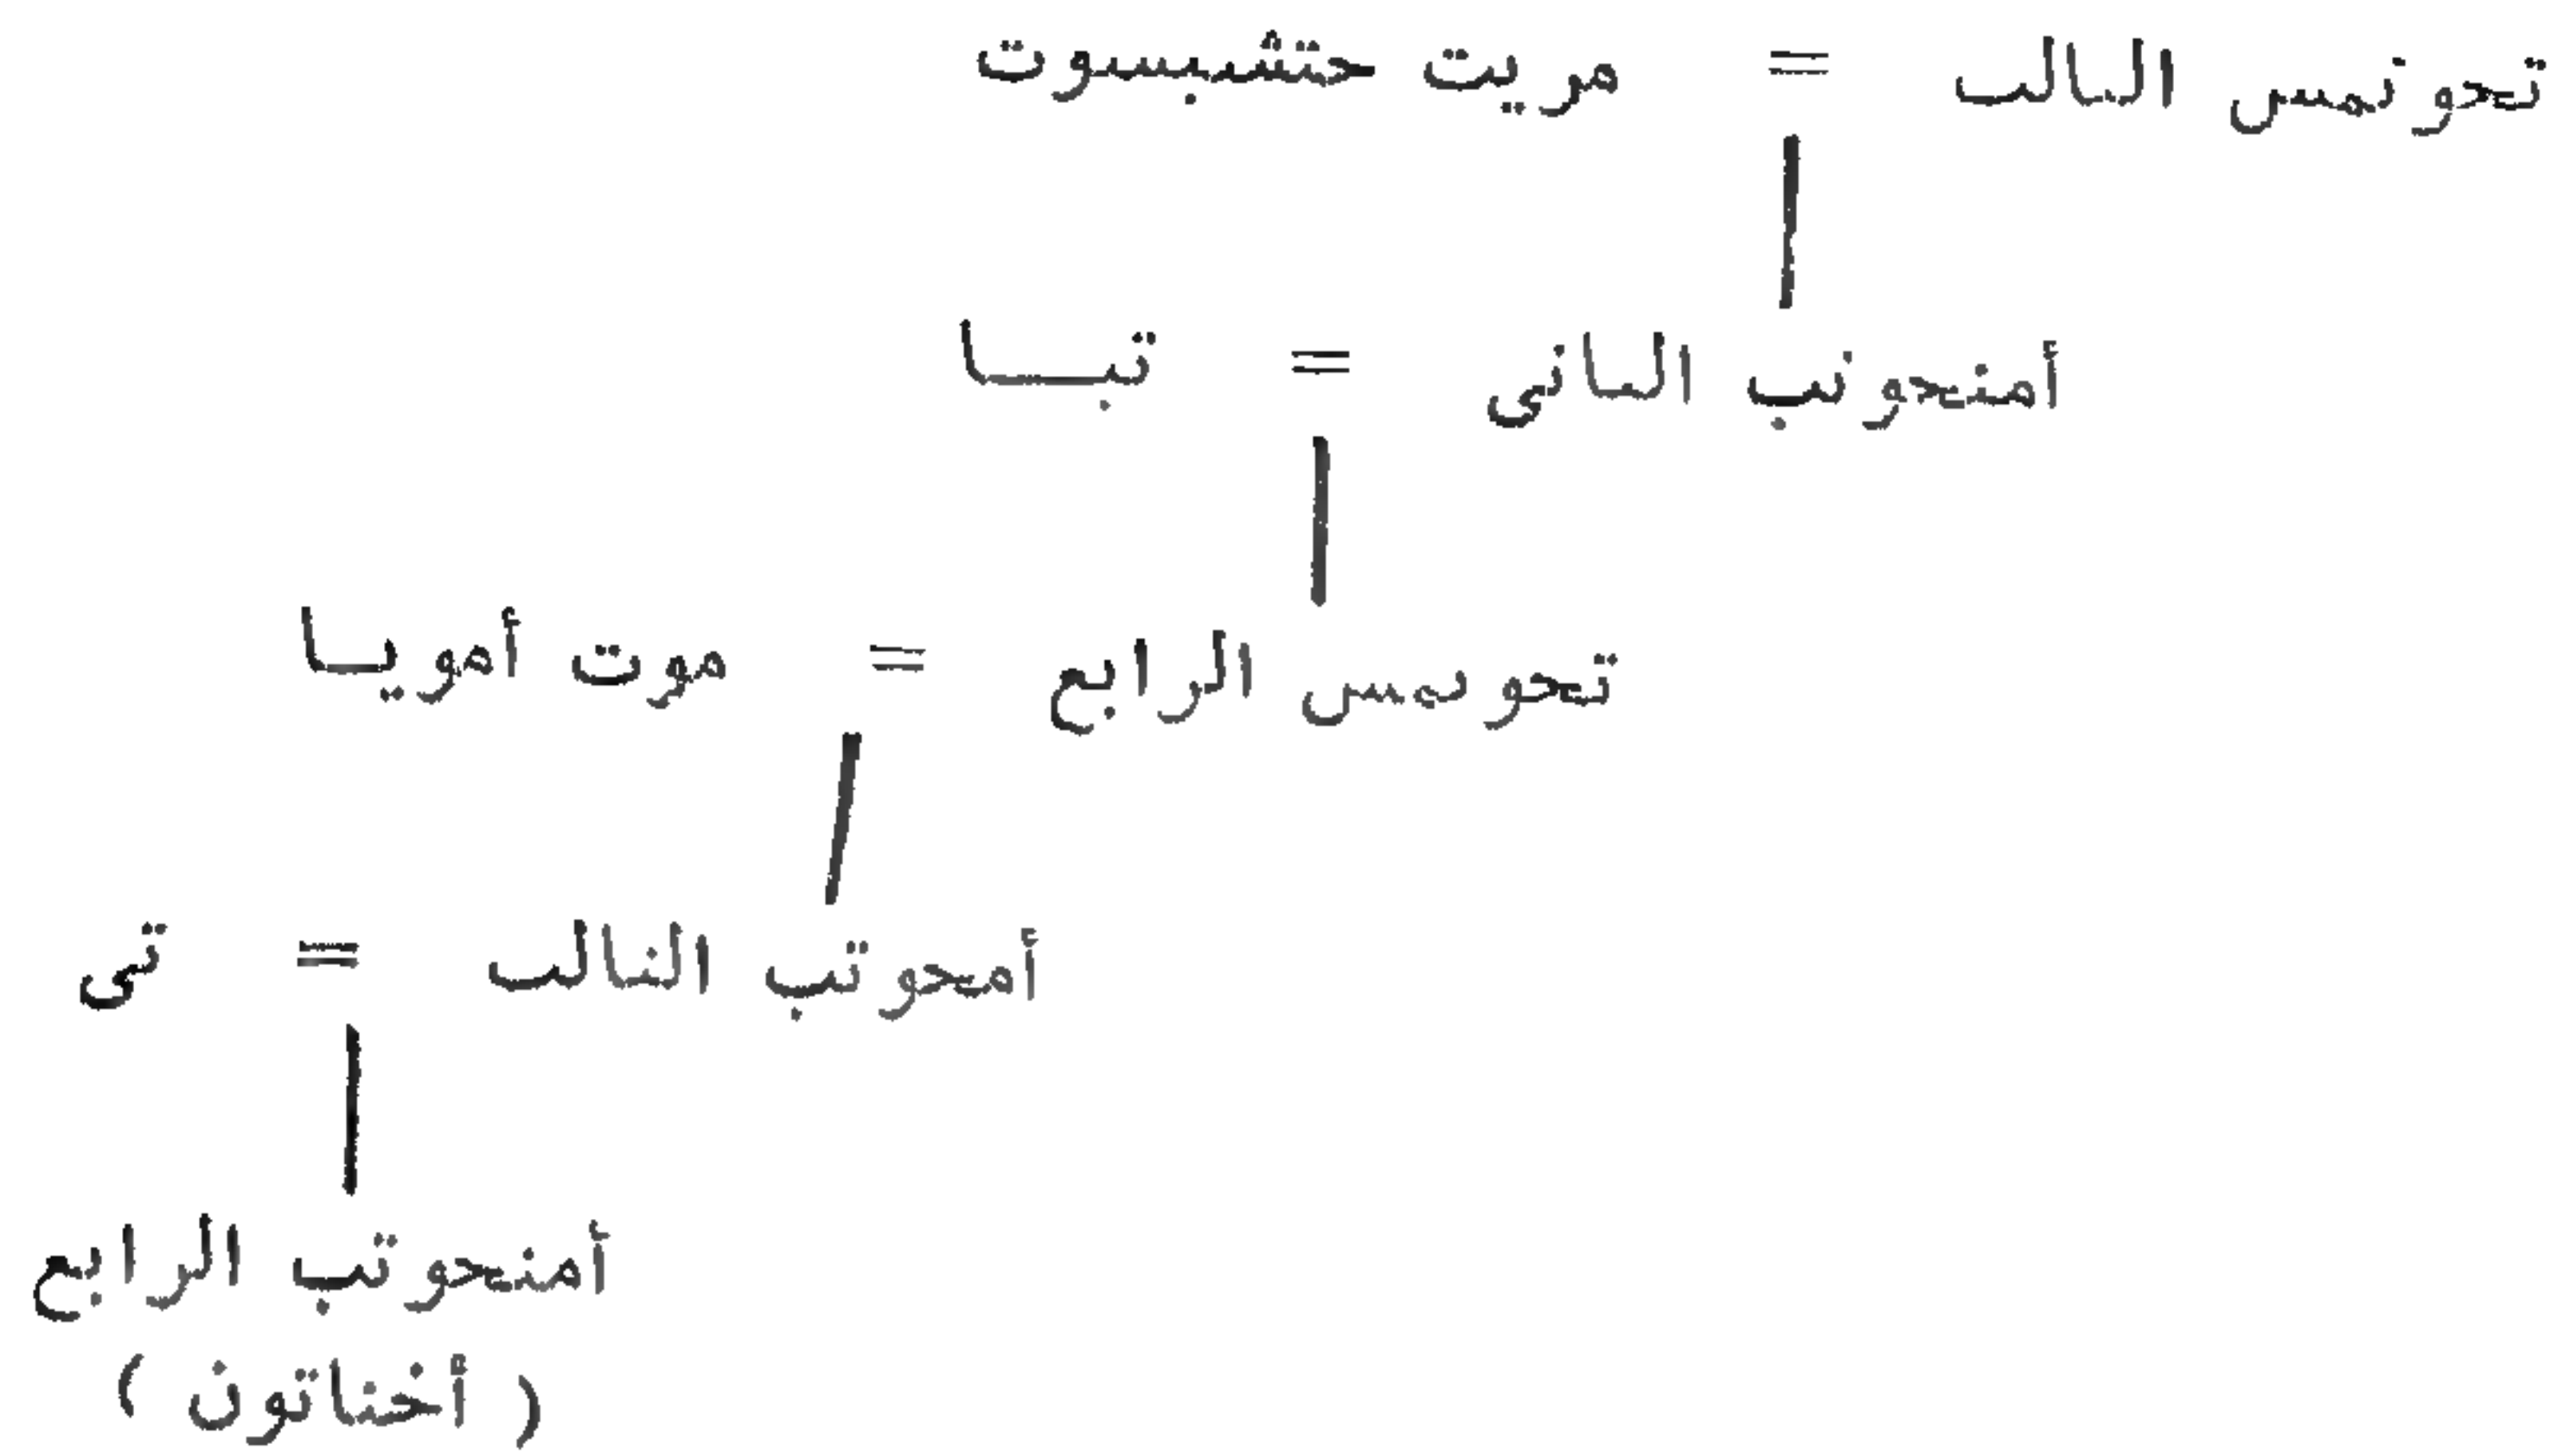 تحوتمس الثالث = مريت حتشبسوت
أمنحوتب الثانى = تيا
تحوتمس الرابع = موت أمويا
أمنحوتب الثالث = تى
أمنحوتب الرابع
( أخناتون )